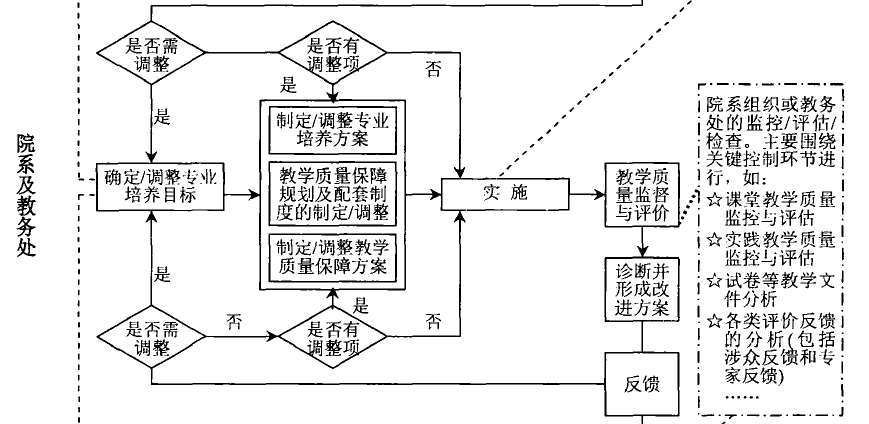 是否需
调整
是否有
调整项
否
是
是
制定/调整专业
培养方案
院系及教务处
确定/调整专业
培养目标
教学质量保障
规划及配套制
度的制定/调整
实 施
教学质
量监督
与评价
制定/调整教学
质量保障方案
诊断并
形成改
进方案
是
是
是否需
调整
否
是否有
调整项
否
反馈
院系组织或教务
处的监控/评估/
检查。主要围绕
关键控制环节进
行，如：
☆课堂教学质量
监控与评估
☆实践教学质量
监控与评估
☆试卷等教学文
件分析
☆各类评价反馈
的分析(包括
涉众反馈和专
家反馈)
……